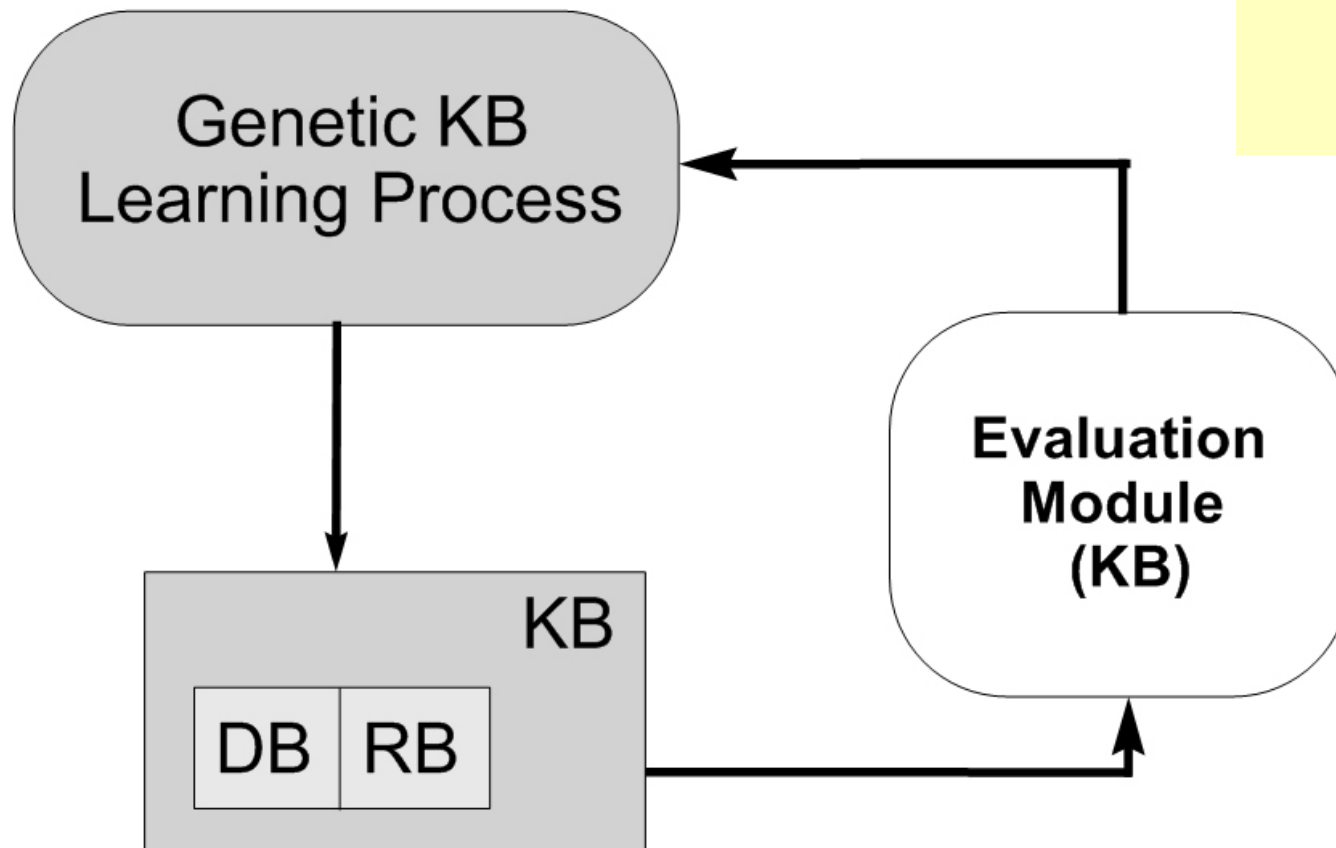 Genetic KB
Learning Process
Evaluation
Module
(KB)
KB
DB RB